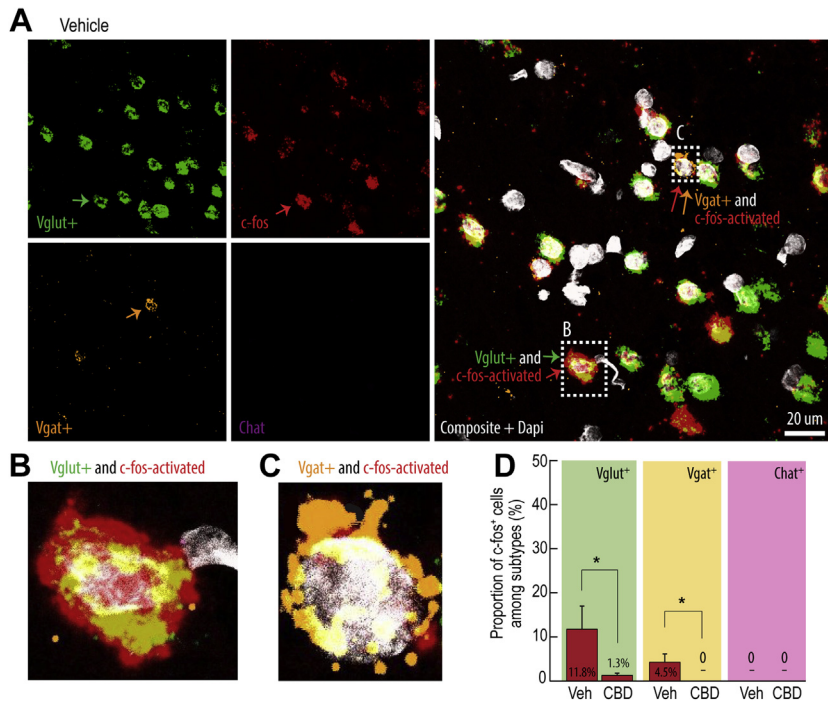 A
Vehicle
Vglut+
c-fos
Vgat+
Chat
C
Vgat+ and
c-fos-activated
B
Vglut+ and
c-fos-activated
Composite + Dapi
20 um
B
Vglut+ and c-fos-activated
C
Vgat+ and c-fos-activated
D
Proportion of c-fos⁺ cells
among subtypes (%)
50
40
30
20
10
0
Vglut⁺
Vgat⁺
Chat⁺
*
*
11.8%
1.3%
4.5%
0
0
0
Veh CBD
Veh CBD
Veh CBD